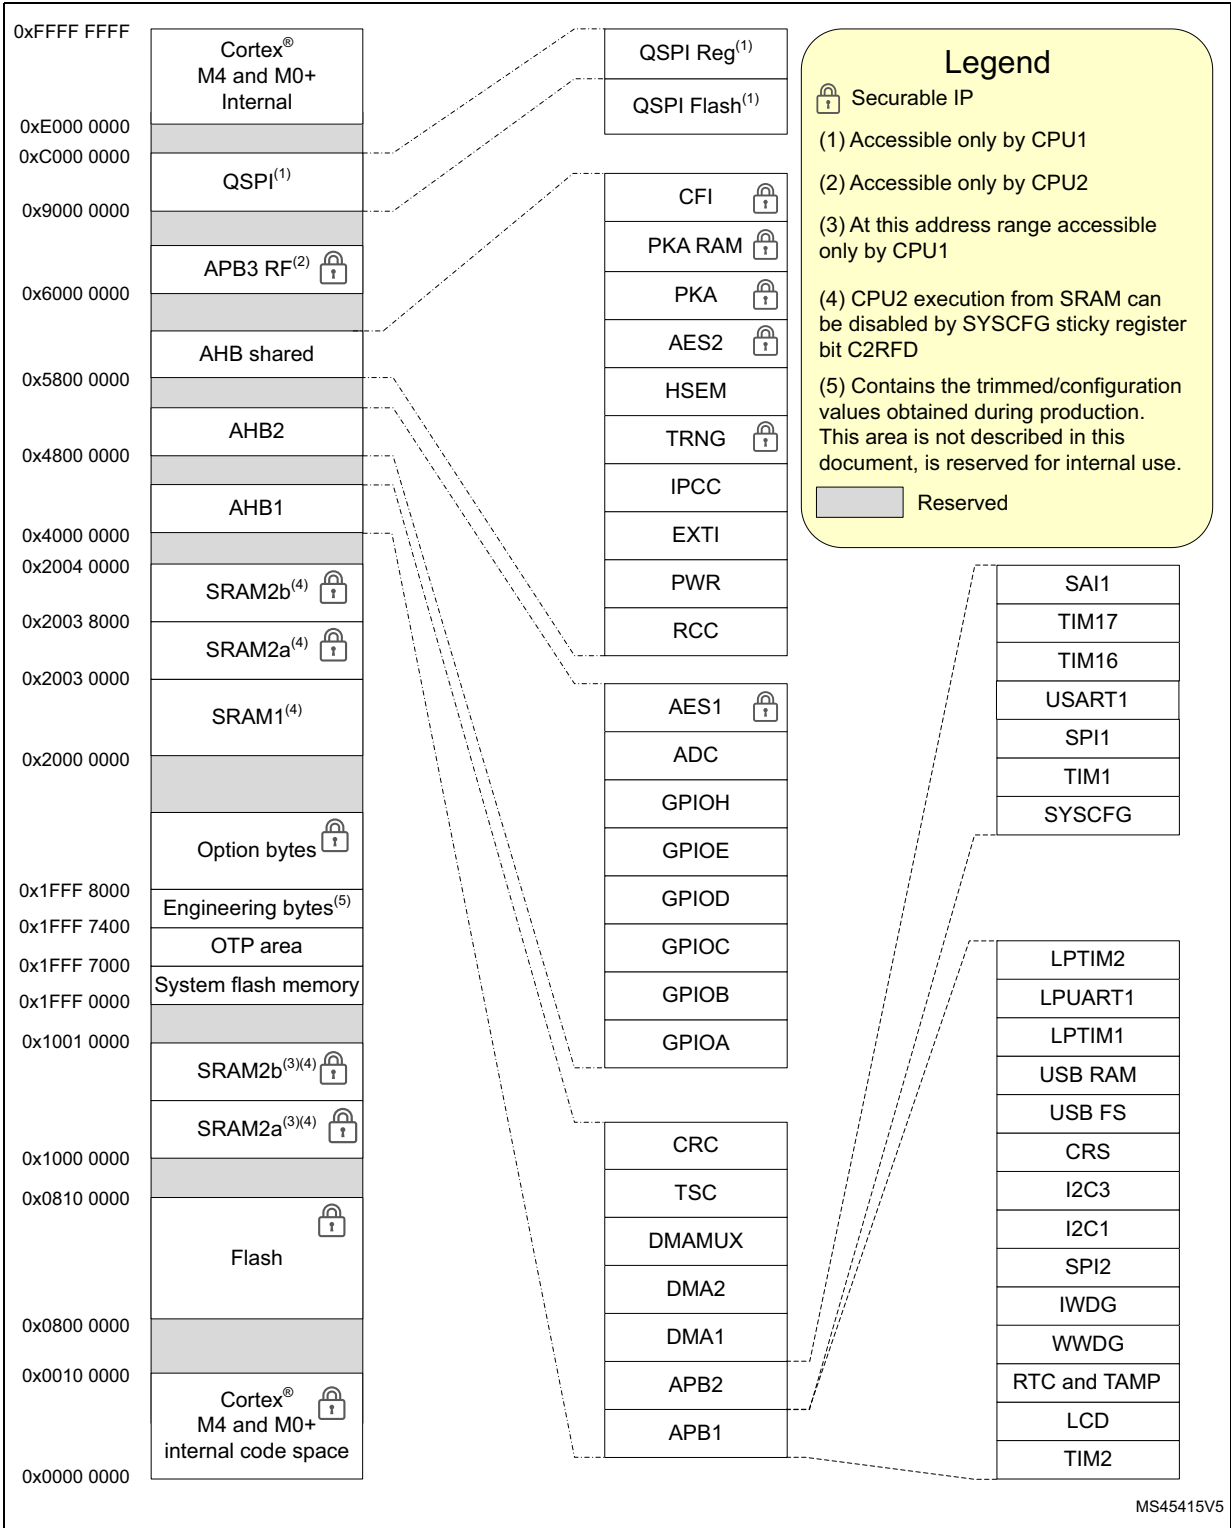 0xFFFF FFFF
Cortex®
M4 and M0+
Internal
0xE000 0000
0xC000 0000
QSPI(1)
0x9000 0000
APB3 RF(2)
0x6000 0000
AHB shared
0x5800 0000
AHB2
0x4800 0000
AHB1
0x4000 0000
0x2004 0000
SRAM2b(4)
0x2003 8000
SRAM2a(4)
0x2003 0000
SRAM1(4)
0x2000 0000
Option bytes
0x1FFF 8000
Engineering bytes(5)
0x1FFF 7400
OTP area
0x1FFF 7000
System flash memory
0x1FFF 0000
0x1001 0000
SRAM2b(3)(4)
SRAM2a(3)(4)
0x1000 0000
0x0810 0000
Flash
0x0800 0000
0x0010 0000
Cortex®
M4 and M0+
internal code space
0x0000 0000
QSPI Reg(1)
QSPI Flash(1)
CFI
PKA RAM
PKA
AES2
HSEM
TRNG
IPCC
EXTI
PWR
RCC
AES1
ADC
GPIOH
GPIOE
GPIOD
GPIOC
GPIOB
GPIOA
CRC
TSC
DMAMUX
DMA2
DMA1
APB2
APB1
Legend
Securable IP
(1) Accessible only by CPU1
(2) Accessible only by CPU2
(3) At this address range accessible
only by CPU1
(4) CPU2 execution from SRAM can
be disabled by SYSCFG sticky register
bit C2RFD
(5) Contains the trimmed/configuration
values obtained during production.
This area is not described in this
document, is reserved for internal use.
Reserved
SAI1
TIM17
TIM16
USART1
SPI1
TIM1
SYSCFG
LPTIM2
LPUART1
LPTIM1
USB RAM
USB FS
CRS
I2C3
I2C1
SPI2
IWDG
WWDG
RTC and TAMP
LCD
TIM2
MS45415V5